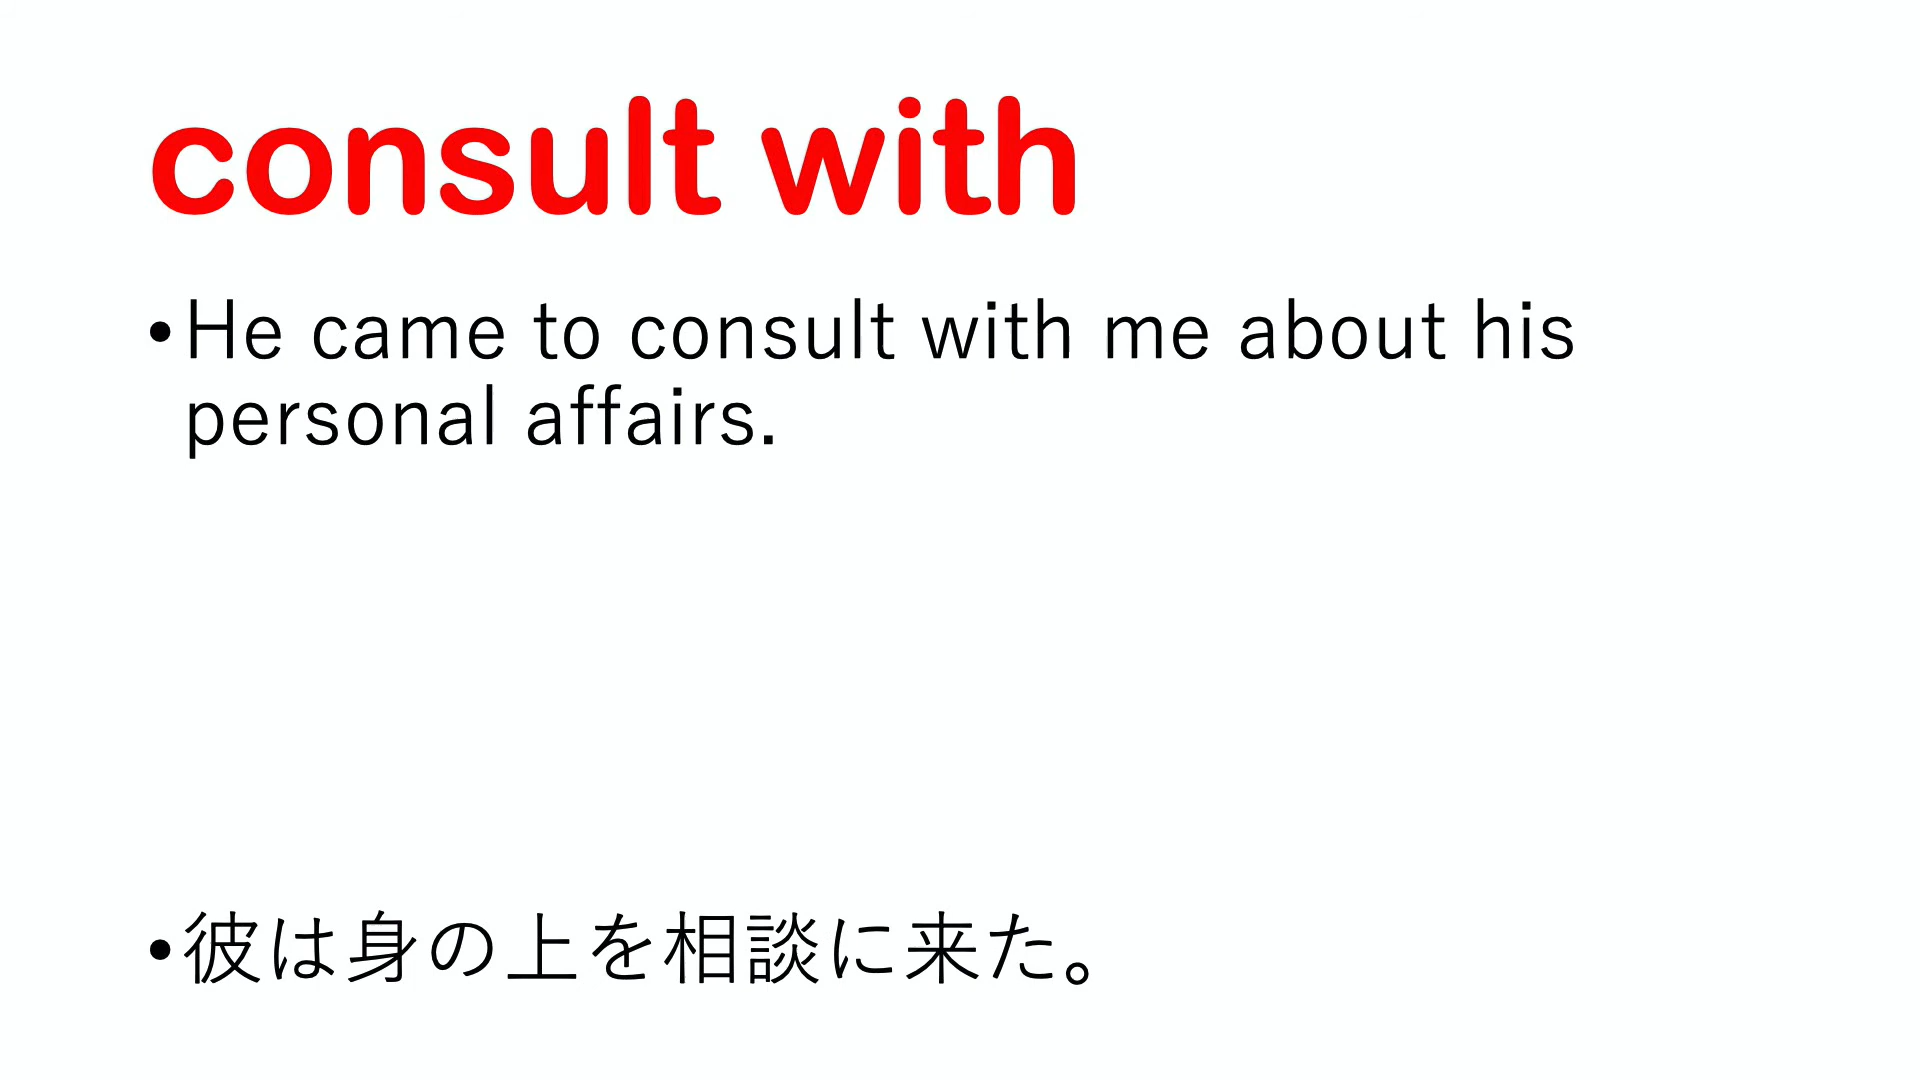 consult with
•He came to consult with me about his
personal affairs.
•彼は身の上を相談に来た。